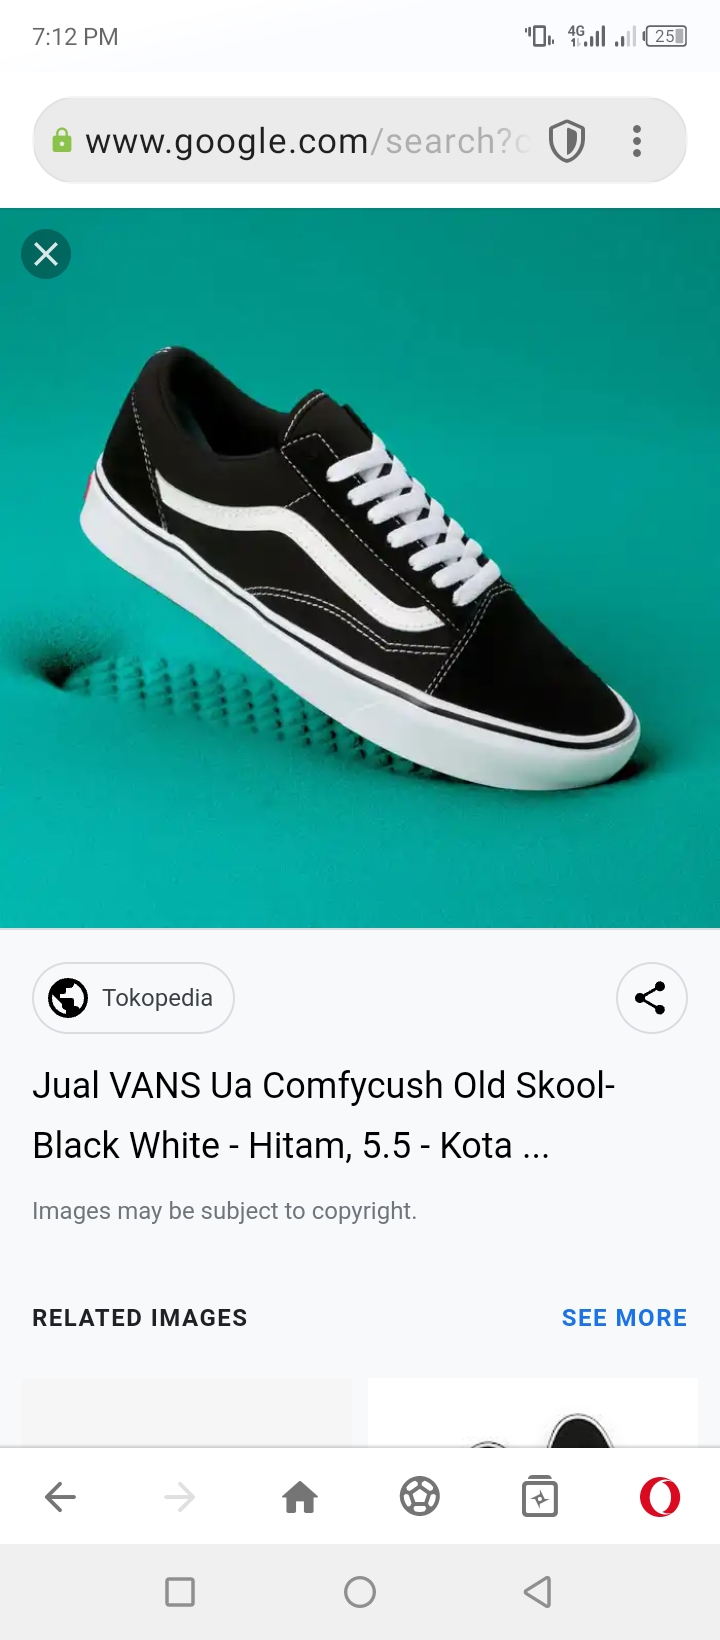 7:12 PM
4G
25
www.google.com/search?
Tokopedia
Jual VANS Ua Comfycush Old Skool-
Black White - Hitam, 5.5 - Kota ...
Images may be subject to copyright.
RELATED IMAGES
SEE MORE